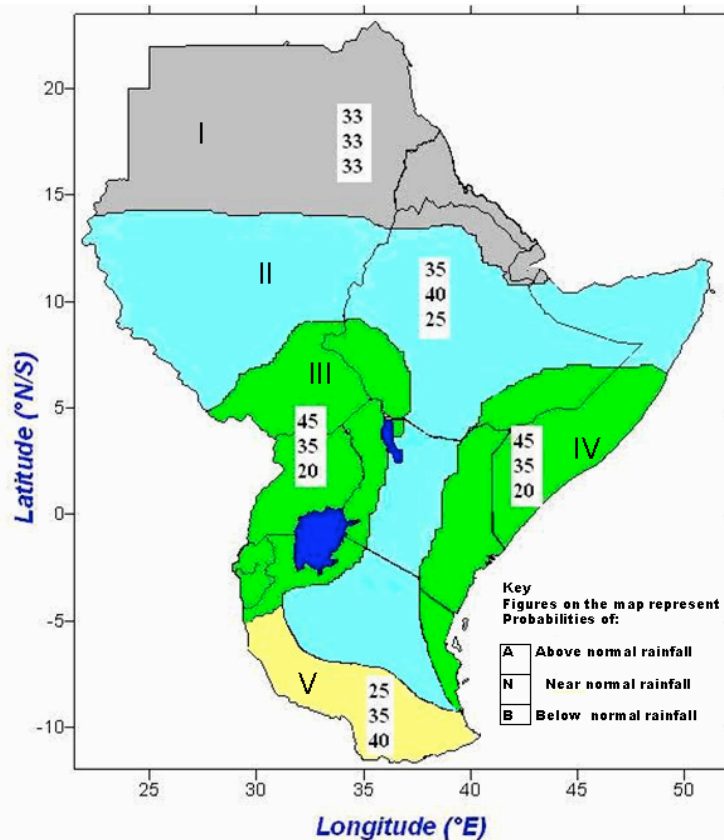 20
15
10
5
0
-5
-10
Latitude (°N/S)
I
33
33
33
II
35
40
25
III
45
35
20
IV
45
35
20
V
25
35
40
Key
Figures on the map represent
Probabilities of:
A Above normal rainfall
N Near normal rainfall
B Below normal rainfall
25 30 35 40 45 50
Longitude (°E)